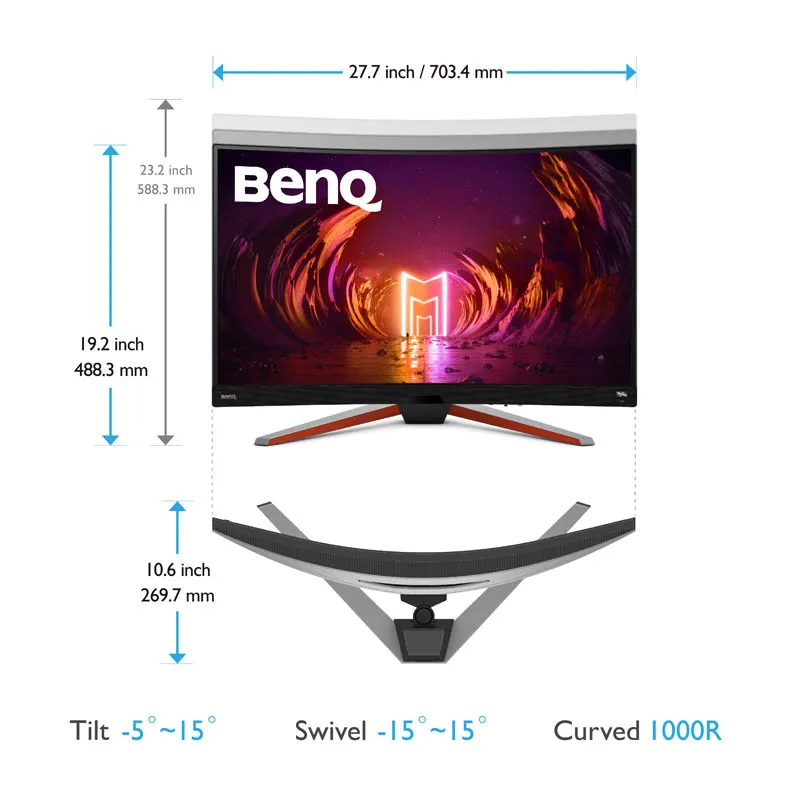 27.7 inch / 703.4 mm
23.2 inch
588.3 mm
BenQ
19.2 inch
488.3 mm
BenQ
10.6 inch
269.7 mm
Tilt -5°~15°
Swivel -15°~15°
Curved 1000R